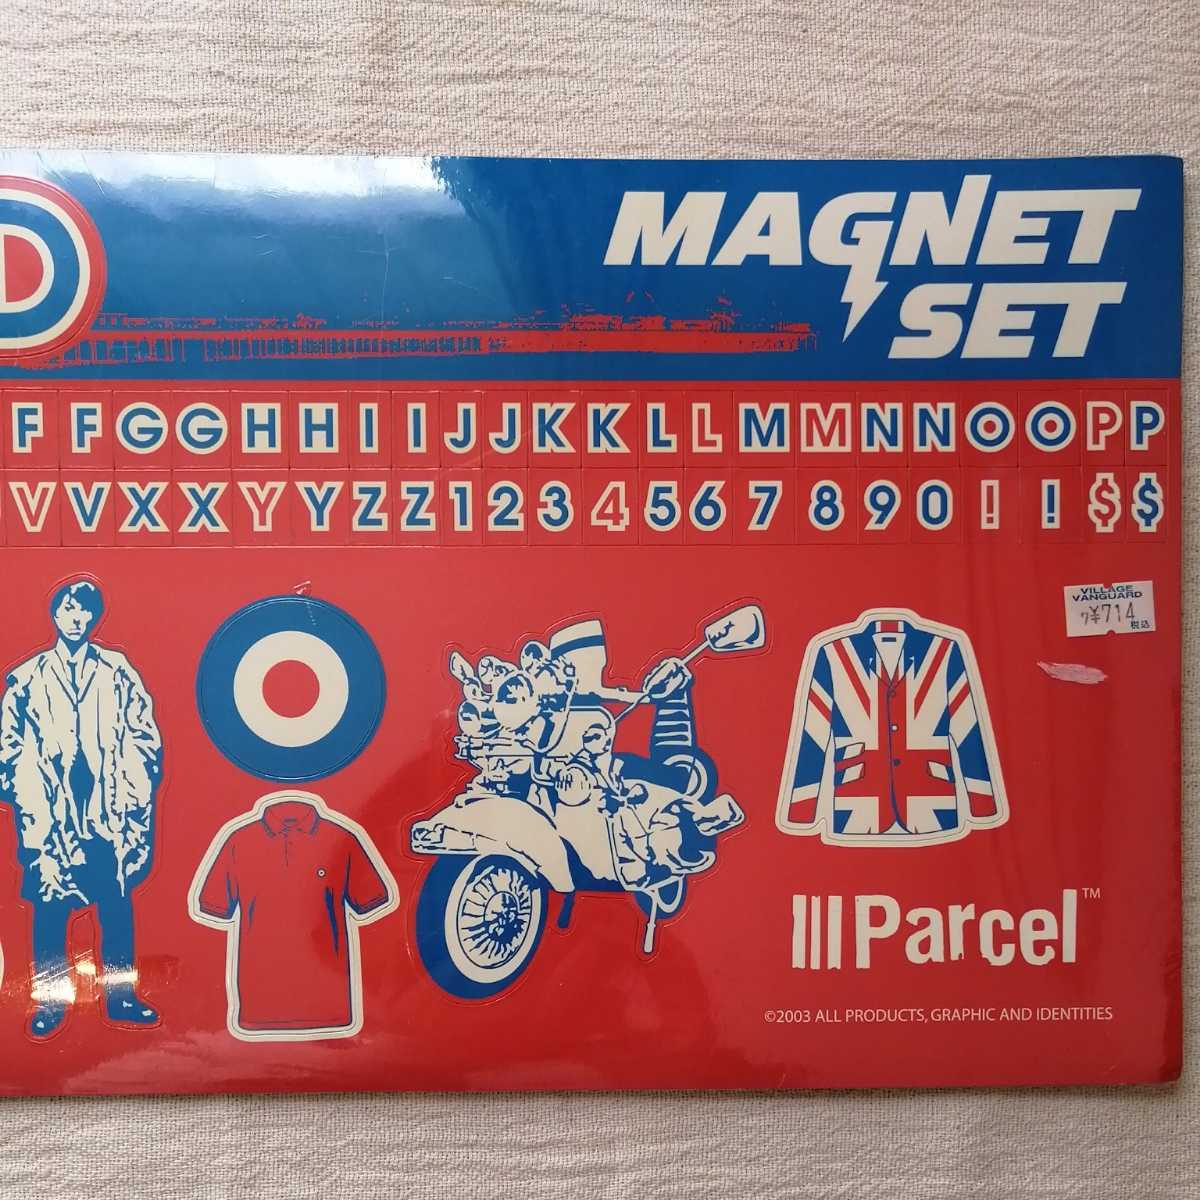 D
MAGNET
SET
F F G G H H I I J J K K L L M M N N O O P P
V V X X Y Y Z Z 1 2 3 4 5 6 7 8 9 0 ! ! $ $
VILLAGE
VANGUARD
ワ¥714
税込
Parcel™
©2003 ALL PRODUCTS, GRAPHIC AND IDENTITIES